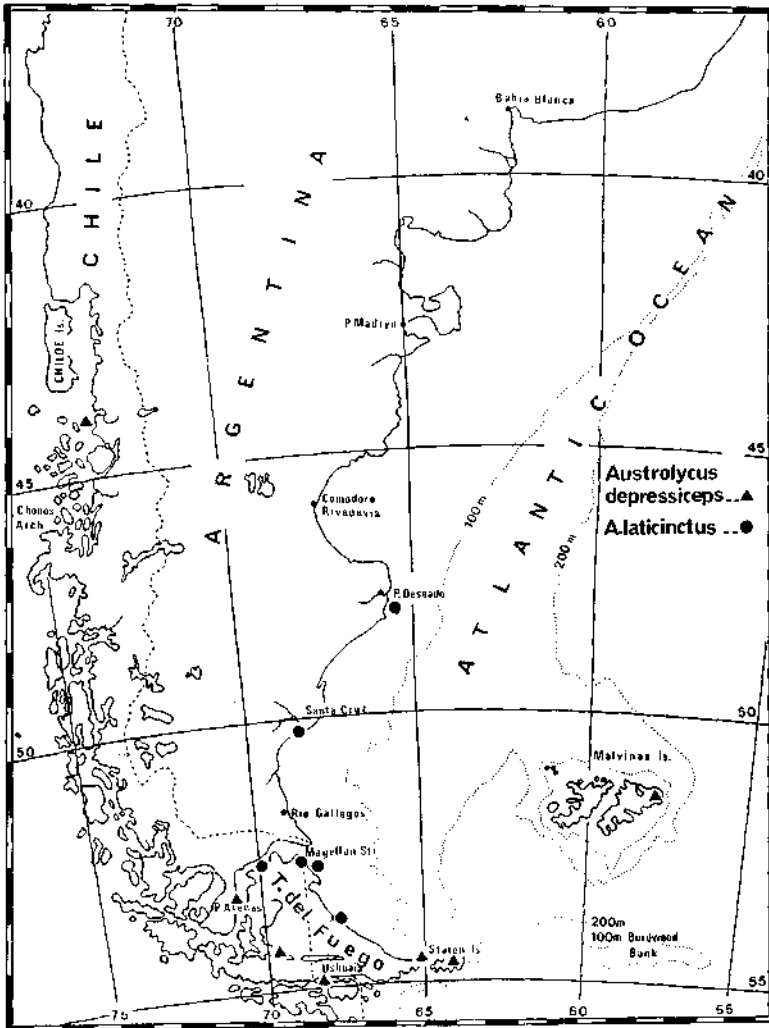 70
65
60
Bahia Blanca
40
40
CHILE
ARGENTINA
ATLANTIC OCEAN
CHILOE Is.
P. Madryn
45
45
Chonos
Arch
Comodoro
Rivadavia
100m
200m
Austrolycus
depressiceps
A.laticinctus
P. Deseado
Santa Cruz
50
50
Malvinas Is.
Rio Gallegos
Magellan Str
P. Arenas
T. del Fuego
Ushuaia
Staten Is.
200m
100m Burdwood
Bank
55
75
70
65
60
55